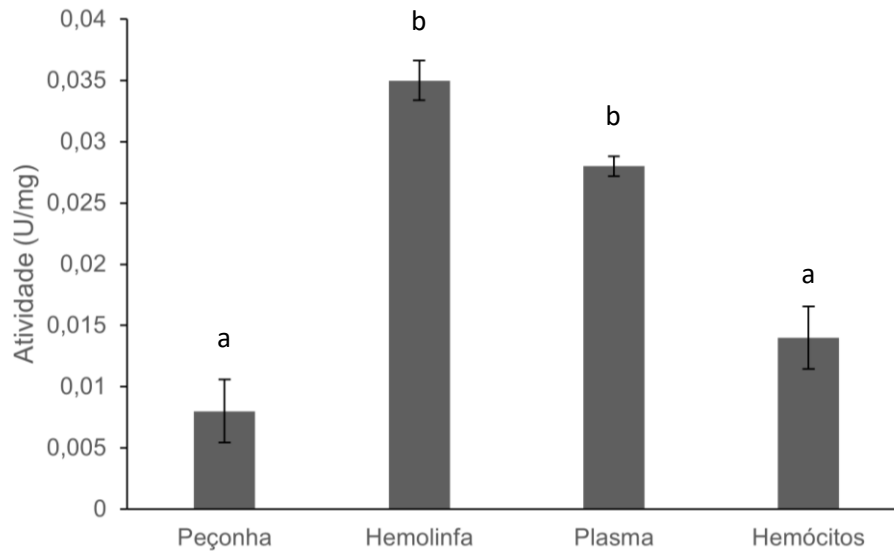 Atividade (U/mg)
0,04
0,035
0,03
0,025
0,02
0,015
0,01
0,005
0
a
b
b
a
Peçonha
Hemolinfa
Plasma
Hemócitos